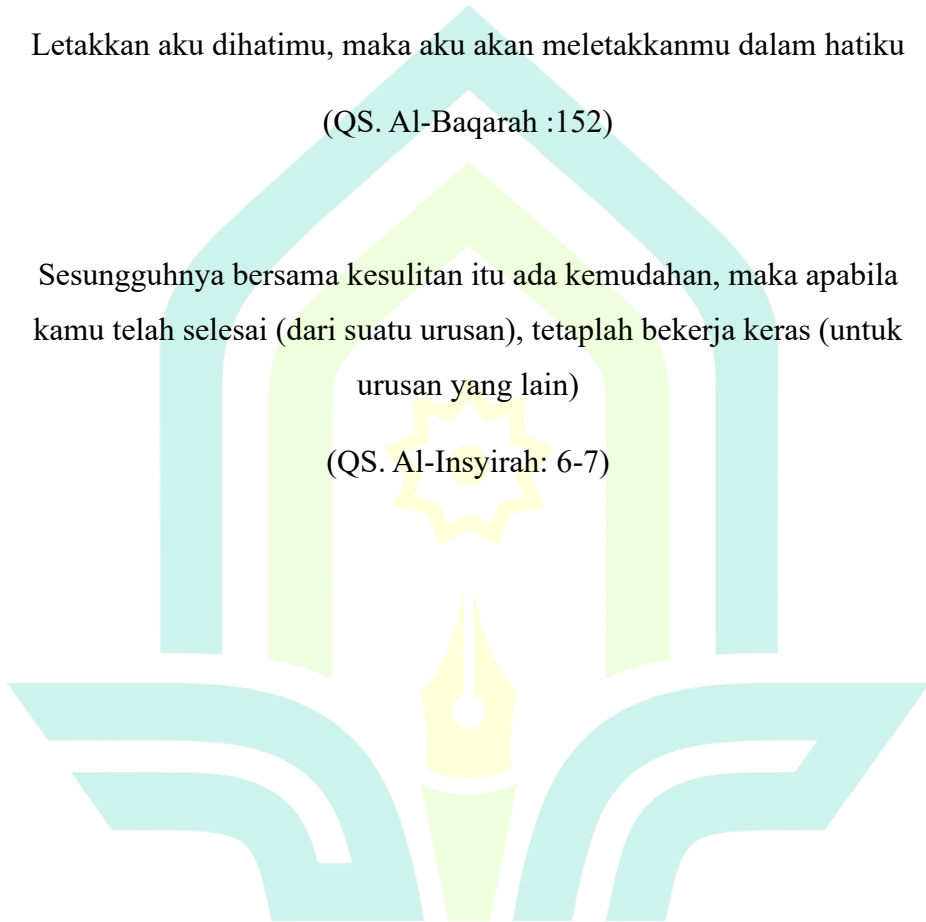 Letakkan aku dihatimu, maka aku akan meletakkanmu dalam hatiku
(QS. Al-Baqarah :152)
Sesungguhnya bersama kesulitan itu ada kemudahan, maka apabila
kamu telah selesai (dari suatu urusan), tetaplah bekerja keras (untuk
urusan yang lain)
(QS. Al-Insyirah: 6-7)